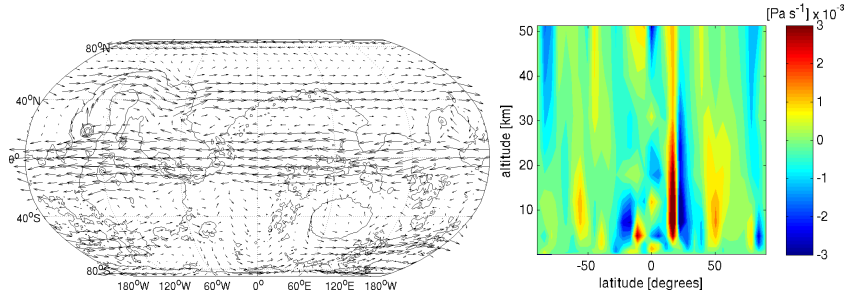 80°N
40°N
0°
40°S
80°S
180°W 120°W 60°W 0° 60°E 120°E 180°W
[Pa s⁻¹] x 10⁻³
altitude [km]
50
40
30
20
10
-50 0 50
latitude [degrees]
3
2
1
0
-1
-2
-3